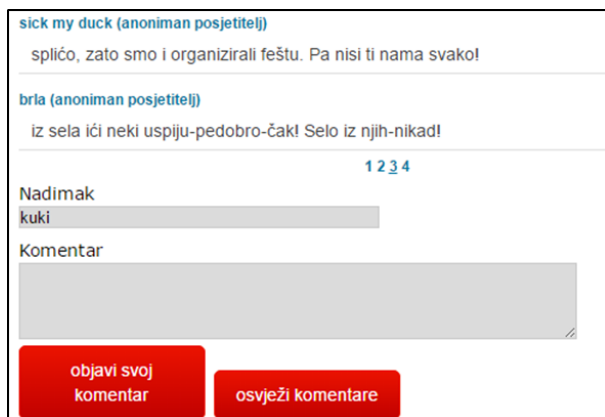 sick my duck (anoniman posjetitelj)
splićo, zato smo i organizirali feštu. Pa nisi ti nama svako!
brla (anoniman posjetitelj)
iz sela ići neki uspiju-pedobro-čak! Selo iz njih-nikad!
1 2 3 4
Nadimak
kuki
Komentar
objavi svoj
komentar
osvježi komentare